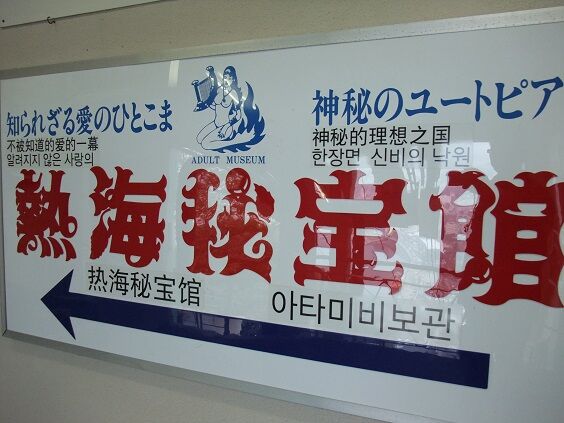 知られざる愛のひとこま
不被知道的爱的一幕
알려지지 않은 사랑의
ADULT MUSEUM
神秘のユートピア
神秘的理想之国
한장면 신비의 낙원
熱海秘宝館
热海秘宝馆
아타미비보관